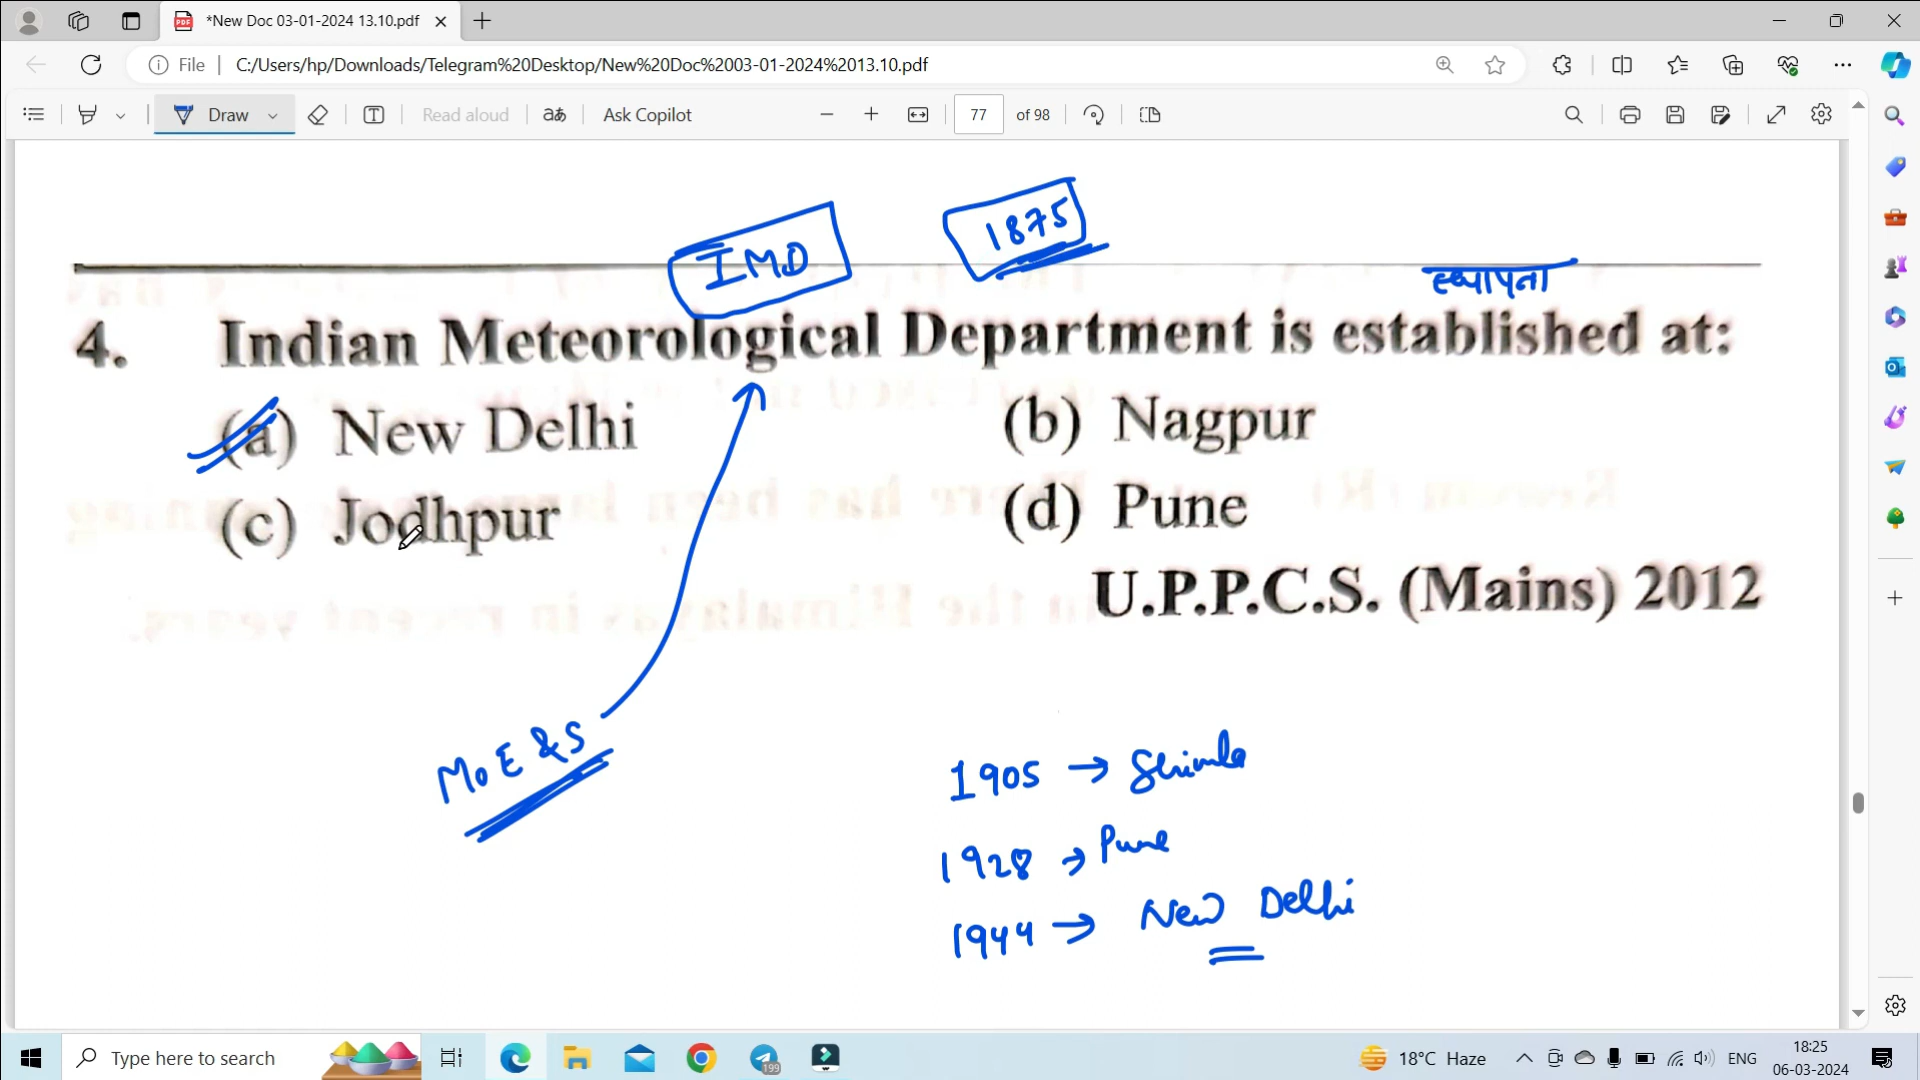 *New Doc 03-01-2024 13.10.pdf
File C:/Users/hp/Downloads/Telegram%20Desktop/New%20Doc%2003-01-2024%2013.10.pdf
Draw Read aloud aあ Ask Copilot 77 of 98
IMD 1875
स्थापना
4. Indian Meteorological Department is established at:
(a) New Delhi (b) Nagpur
(c) Jodhpur (d) Pune
U.P.P.C.S. (Mains) 2012
MoE&S
1905 → Shimla
1928 → Pune
1944 → New Delhi
Type here to search 199 18°C Haze ENG 18:25
06-03-2024